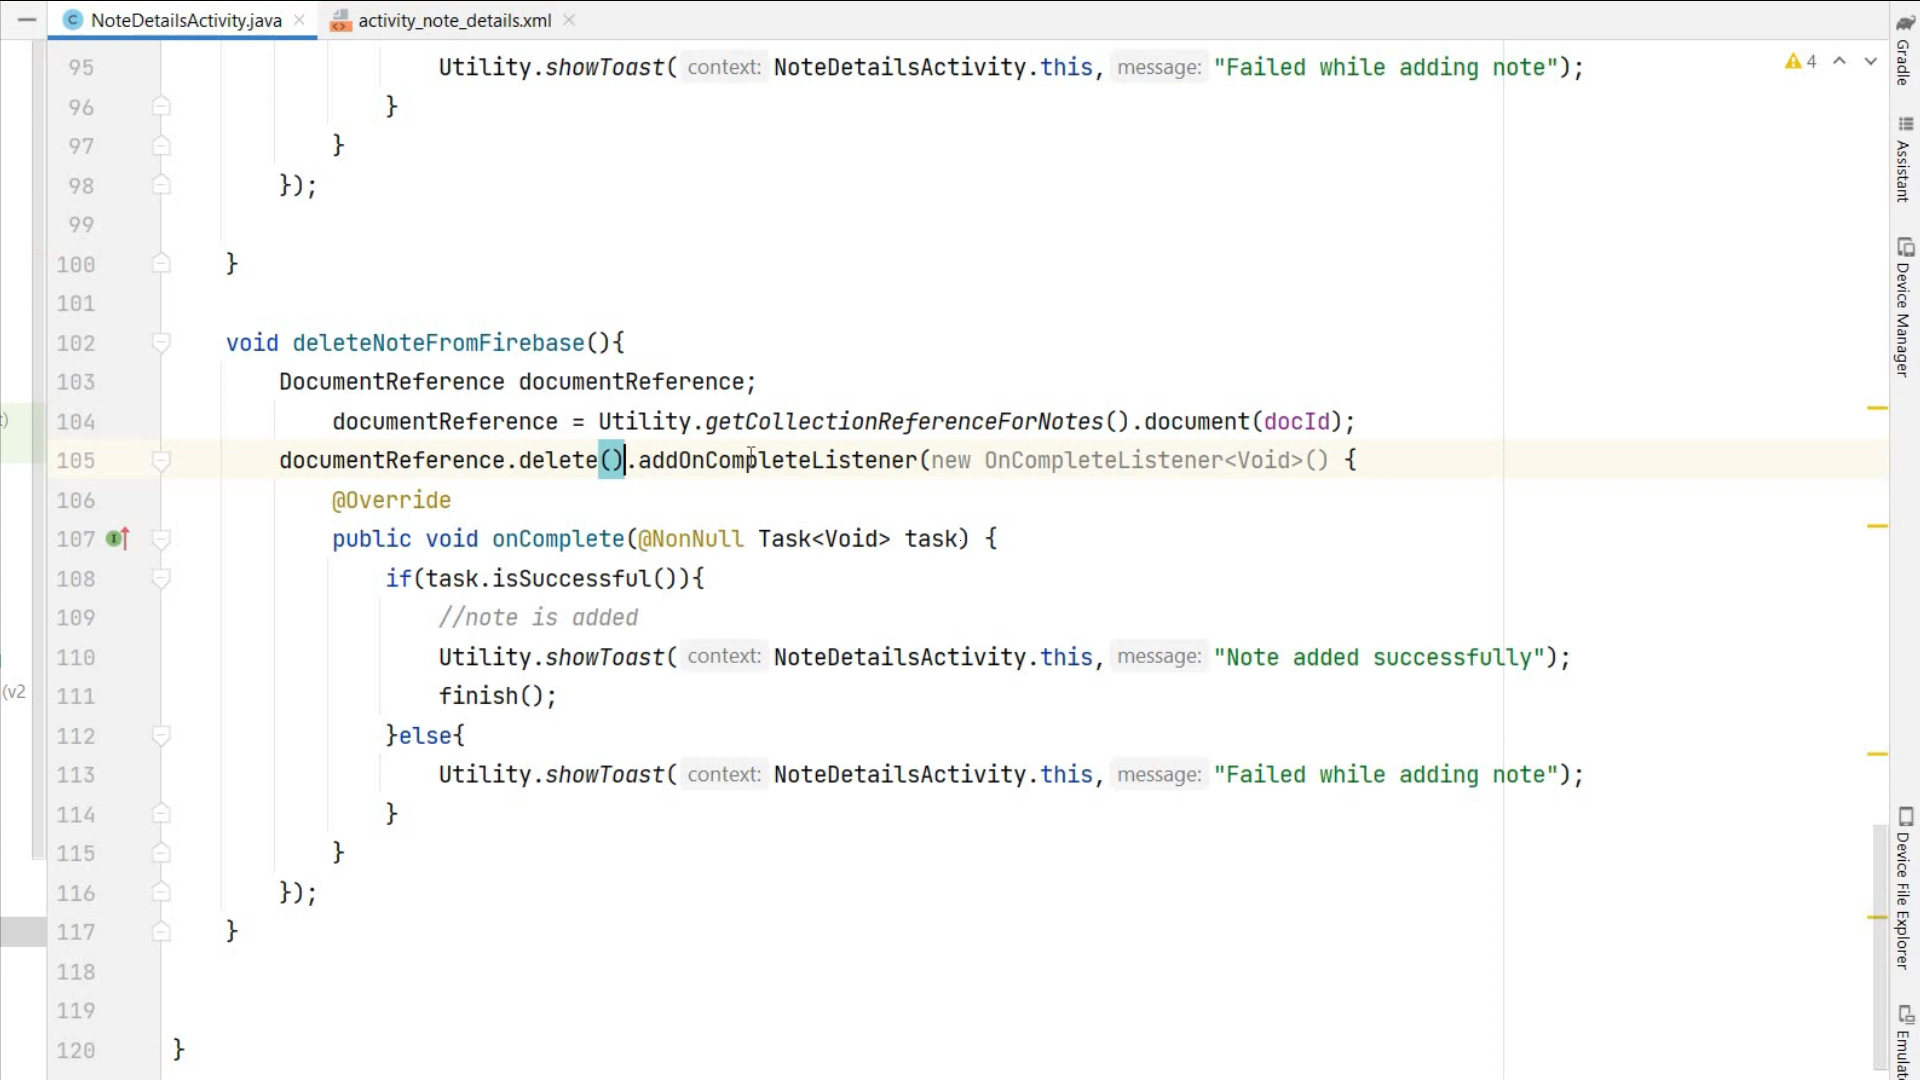 NoteDetailsActivity.java
activity_note_details.xml
95 Utility.showToast( context: NoteDetailsActivity.this, message: "Failed while adding note");
4
96 }
97 }
98 });
99
100 }
101
102 void deleteNoteFromFirebase(){
103 DocumentReference documentReference;
104 documentReference = Utility.getCollectionReferenceForNotes().document(docId);
105 documentReference.delete().addOnCompleteListener(new OnCompleteListener<Void>() {
106 @Override
107 public void onComplete(@NonNull Task<Void> task) {
108 if(task.isSuccessful()){
109 //note is added
110 Utility.showToast( context: NoteDetailsActivity.this, message: "Note added successfully");
111 finish();
112 }else{
113 Utility.showToast( context: NoteDetailsActivity.this, message: "Failed while adding note");
114 }
115 }
116 });
117 }
118
119
120 }
(v2
Gradle
Assistant
Device Manager
Device File Explorer